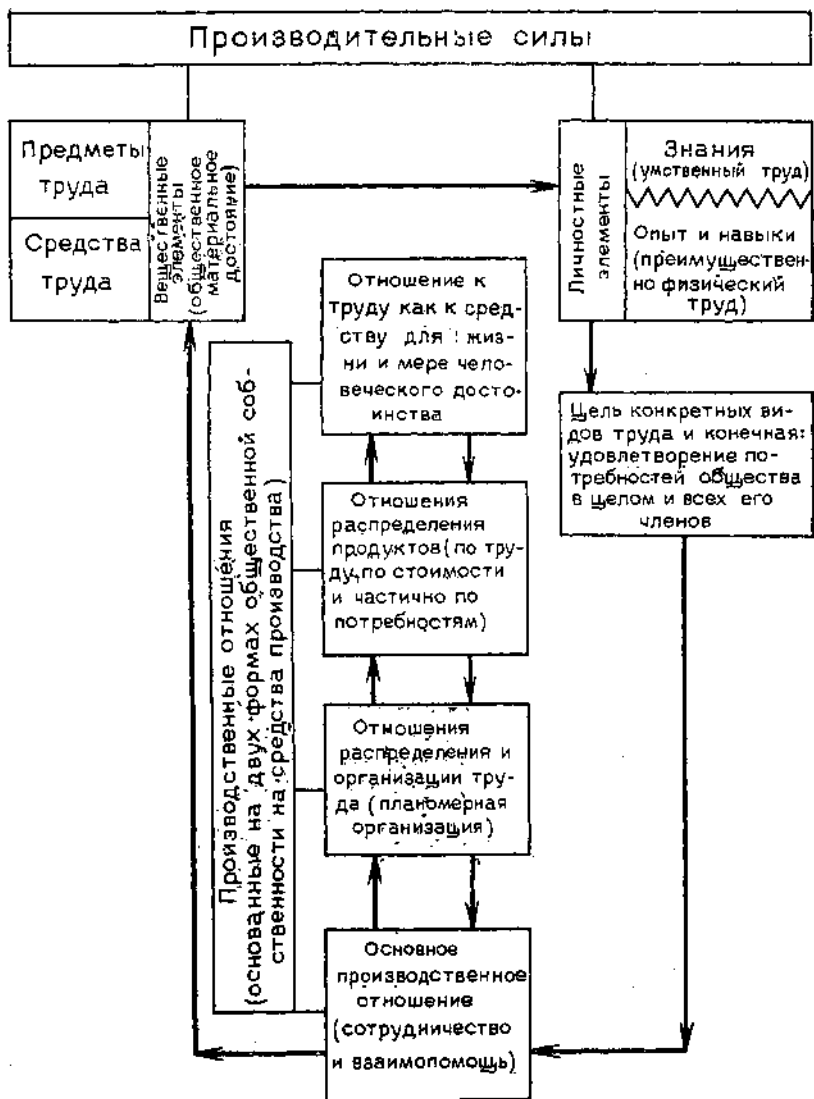 Производительные силы
Предметы
труда
Средства
труда
Вещественные
элементы
(общественное
материальное
достояние)
Личностные
элементы
Знания
(умственный труд)
Опыт и навыки
(преимуществен-
но физический
труд)
Отношение к
труду как к сред-
ству для жиз-
ни и мере чело-
веческого досто-
инства
Цель конкретных ви-
дов труда и конечная:
удовлетворение по-
требностей общества
в целом и всех его
членов
Производственные отношения
(основанные на двух формах общественной соб-
ственности на средства производства)
Отношения
распределения
продуктов (по тру-
ду, по стоимости
и частично по
потребностям)
Отношения
распределения и
организации тру-
да (планомерная
организация)
Основное
производственное
отношение
(сотрудничество
и взаимопомощь)